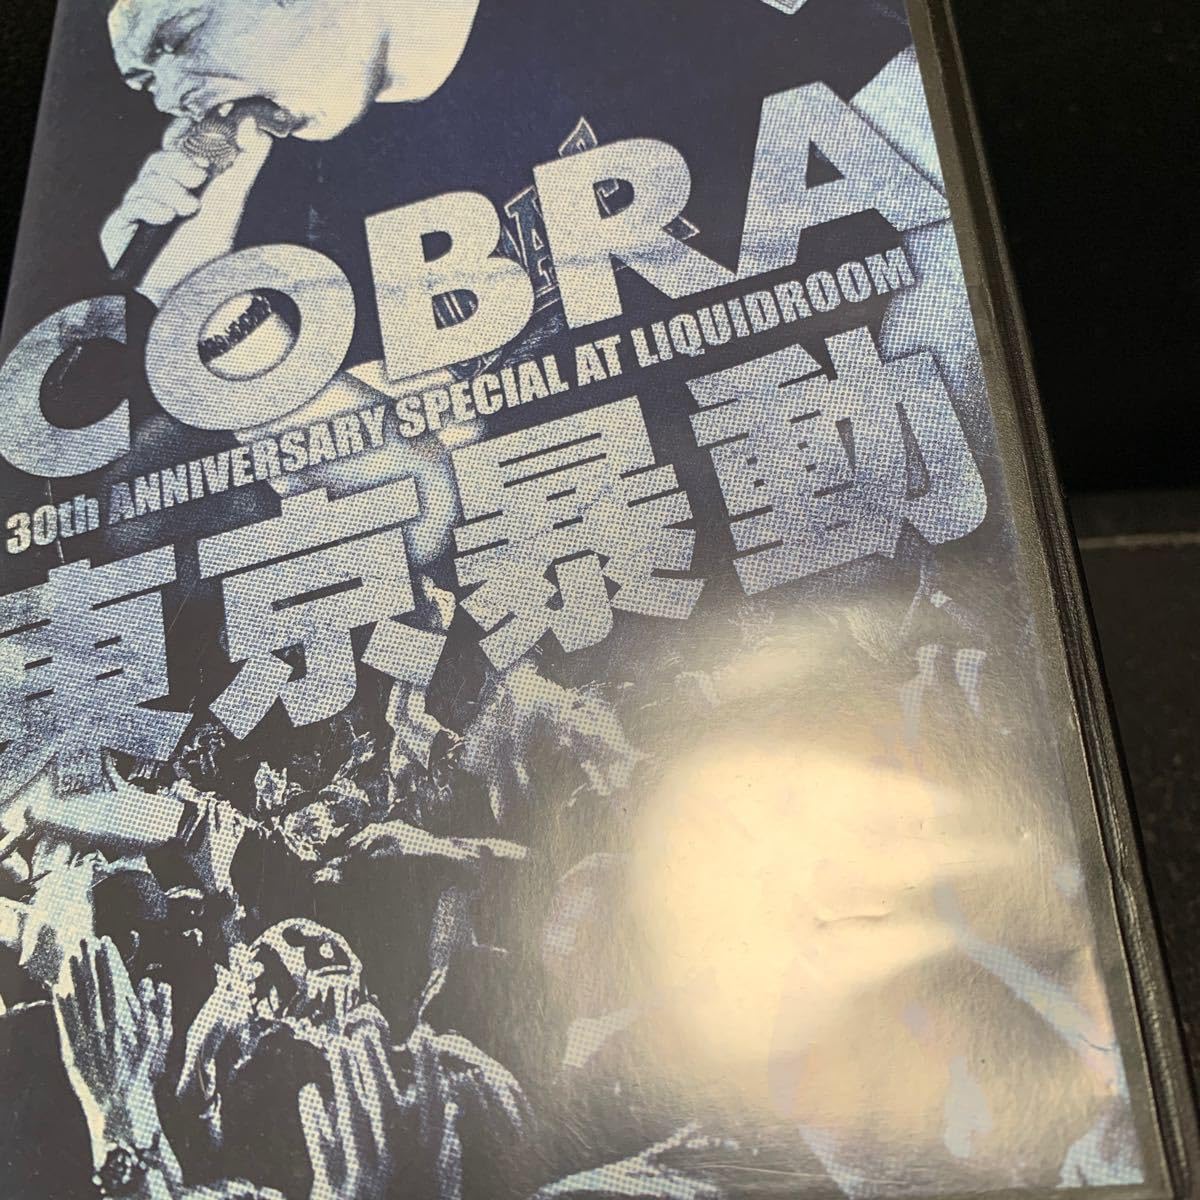 COBRA
30th ANNIVERSARY SPECIAL AT LIQUIDROOM
東京暴動